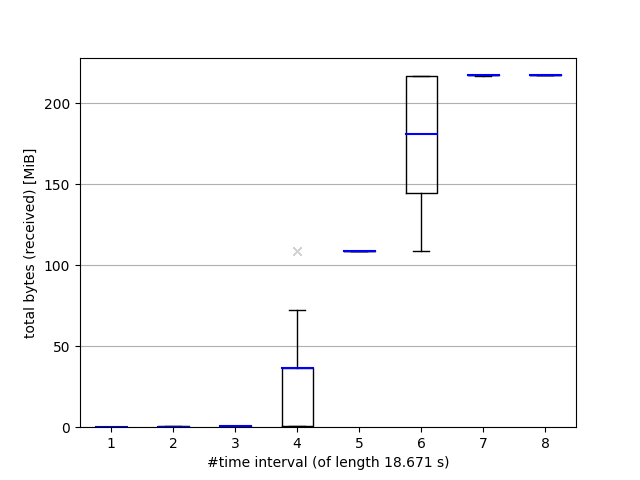 total bytes (received) [MiB]
200
150
100
50
0
1 2 3 4 5 6 7 8
#time interval (of length 18.671 s)